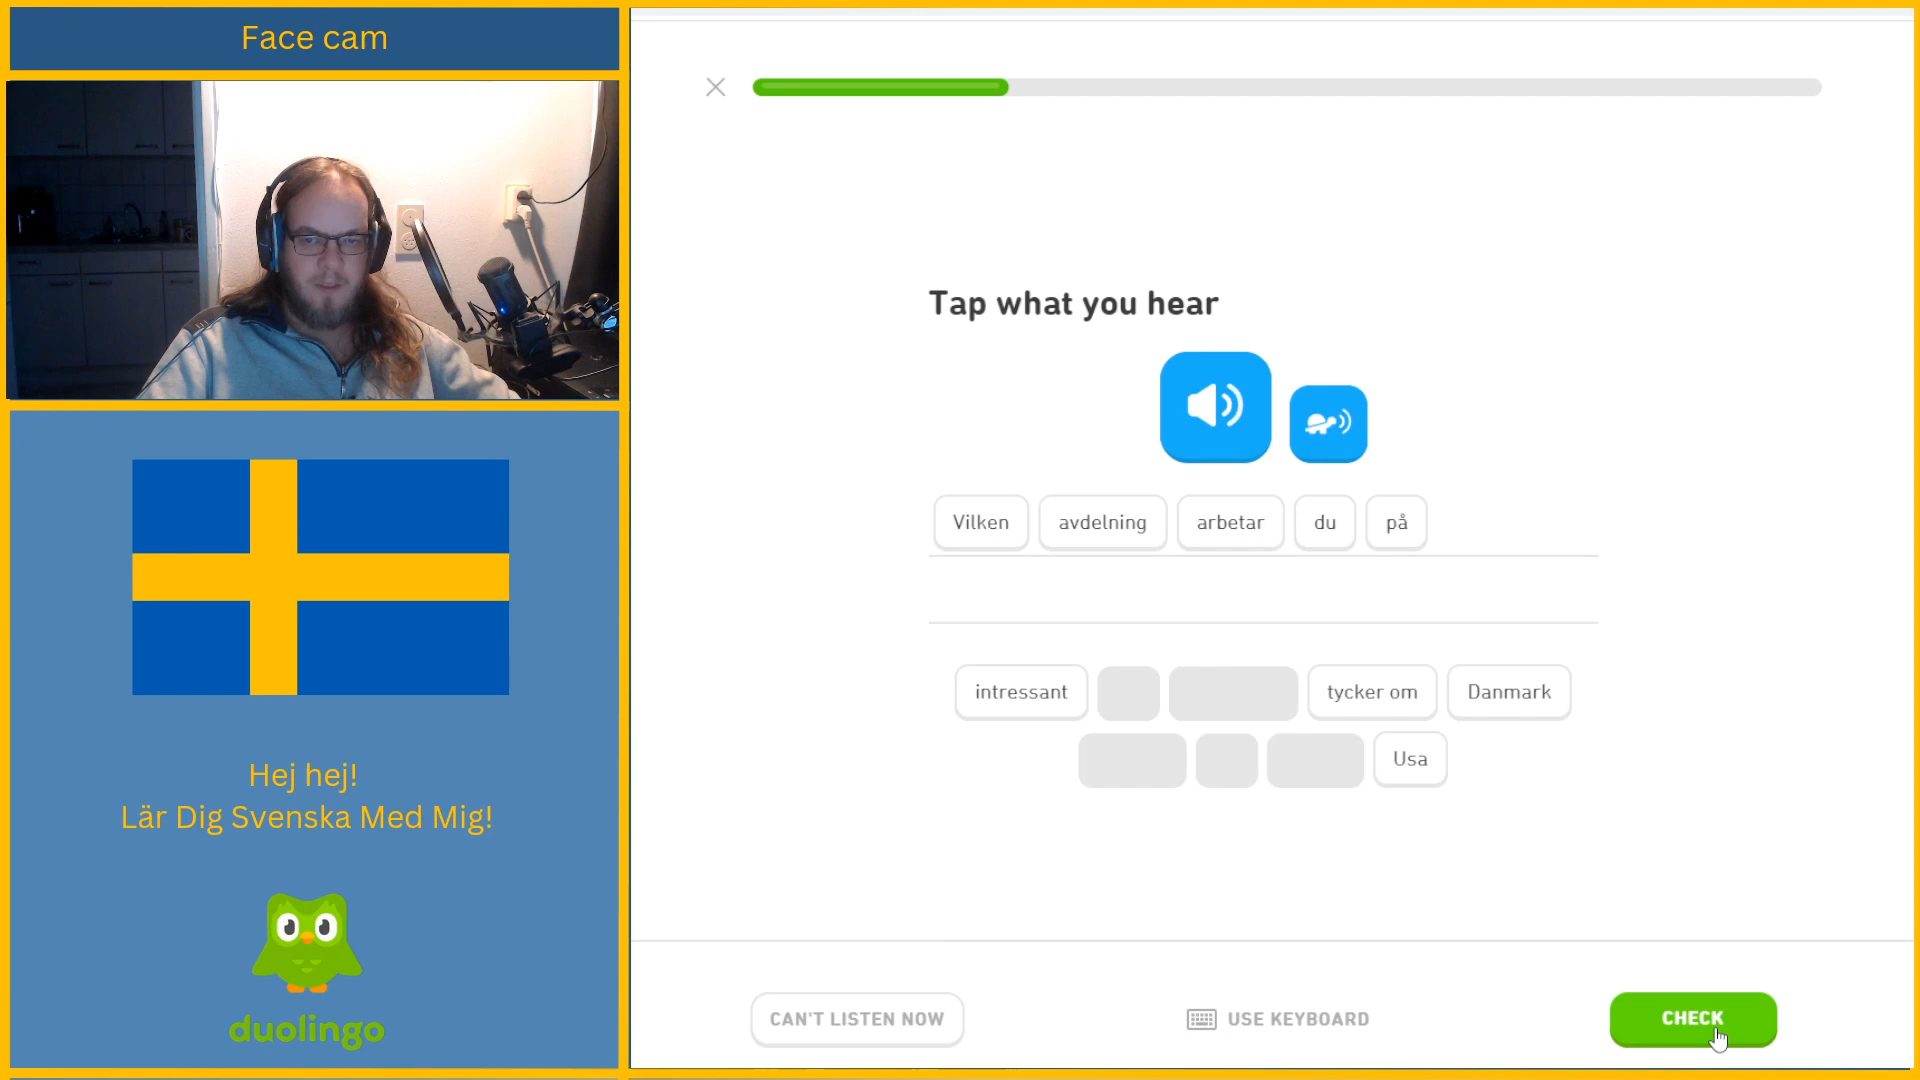 Face cam
Tap what you hear
Vilken avdelning arbetar du på
intressant tycker om Danmark
Usa
Hej hej!
Lär Dig Svenska Med Mig!
duolingo
CAN'T LISTEN NOW USE KEYBOARD CHECK